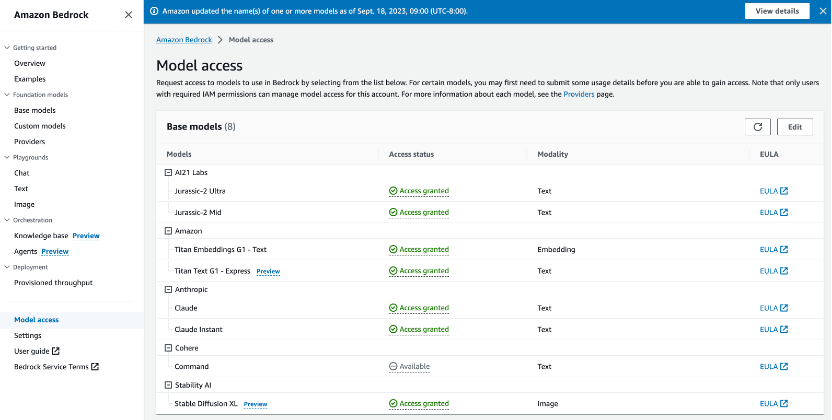 Amazon Bedrock
Amazon updated the name(s) of one or more models as of Sept. 18, 2023, 09:00 (UTC-8:00).
View details
Getting started
Overview
Examples
Foundation models
Base models
Custom models
Providers
Playgrounds
Chat
Text
Image
Orchestration
Knowledge base Preview
Agents Preview
Deployment
Provisioned throughput
Model access
Settings
User guide
Bedrock Service Terms
Amazon Bedrock > Model access
Model access
Request access to models to use in Bedrock by selecting from the list below. For certain models, you may first need to submit some usage details before you are able to gain access. Note that only users
with required IAM permissions can manage model access for this account. For more information about each model, see the Providers page.
Base models (8)
Edit
Models Access status Modality EULA
AI21 Labs
Jurassic-2 Ultra Access granted Text EULA
Jurassic-2 Mid Access granted Text EULA
Amazon
Titan Embeddings G1 - Text Access granted Embedding EULA
Titan Text G1 - Express Preview Access granted Text EULA
Anthropic
Claude Access granted Text EULA
Claude Instant Access granted Text EULA
Cohere
Command Available Text EULA
Stability AI
Stable Diffusion XL Preview Access granted Image EULA